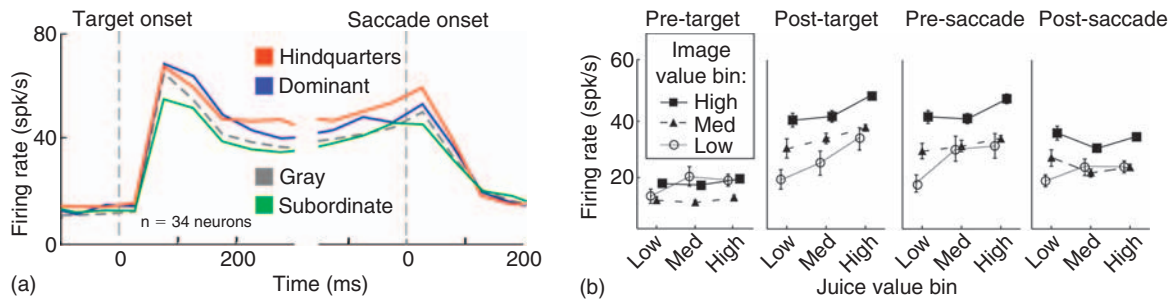 Target onset
Saccade onset
80
40
0
Firing rate (spk/s)
Hindquarters
Dominant
Gray
Subordinate
n = 34 neurons
0
200
0
200
Time (ms)
(a)
Pre-target
Post-target
Pre-saccade
Post-saccade
60
40
20
Firing rate (spk/s)
Image
value bin:
High
Med
Low
Low
Med
High
Low
Med
High
Low
Med
High
Low
Med
High
(b)
Juice value bin